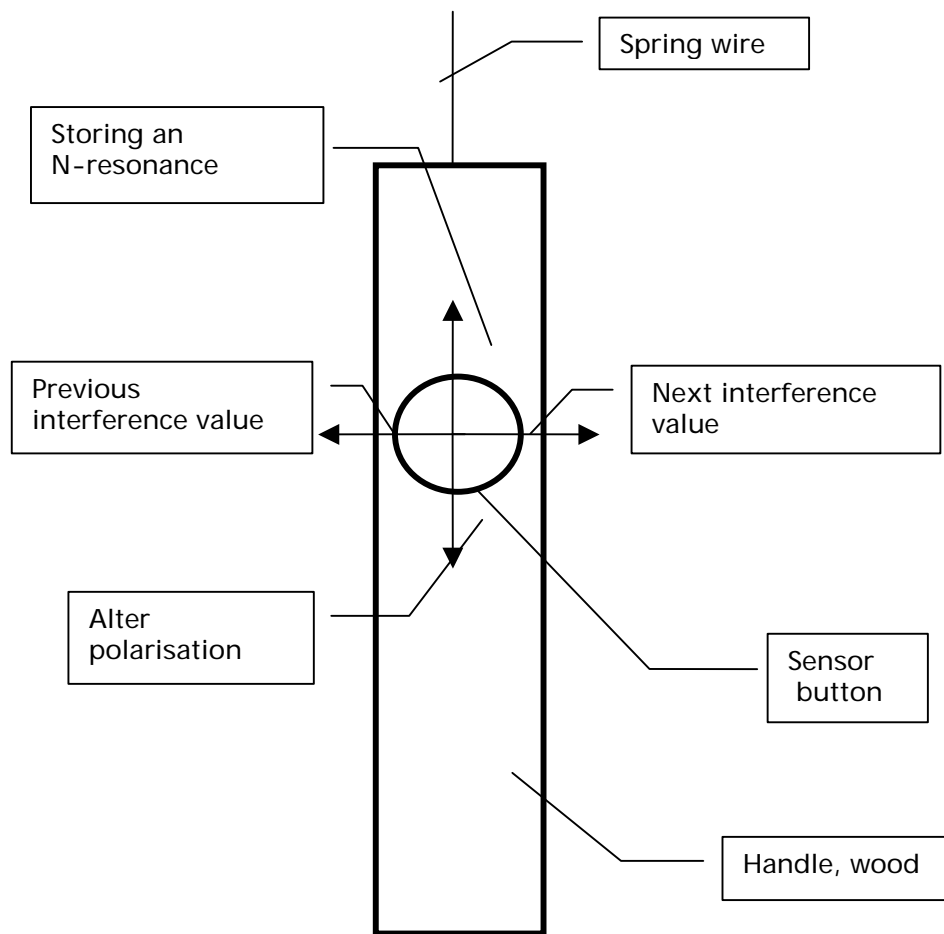 Spring wire
Storing an
N-resonance
Previous
interference value
Next interference
value
Alter
polarisation
Sensor
button
Handle, wood